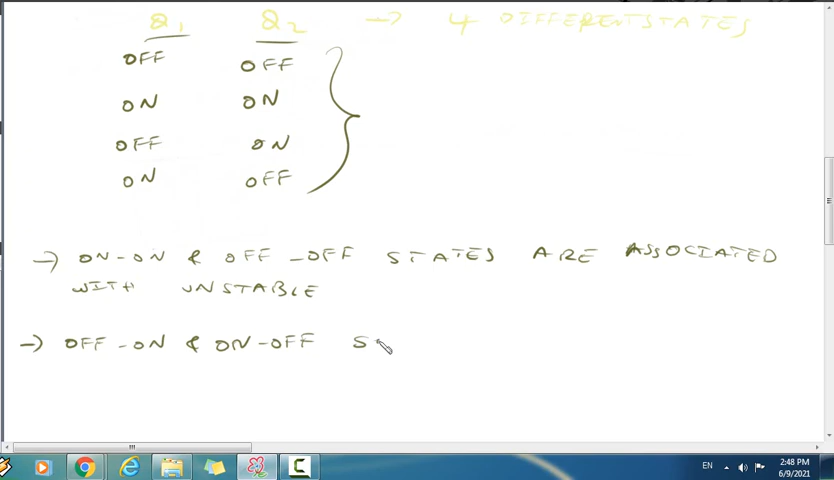 Q1 Q2 → 4 DIFFERENT STATES
OFF OFF
ON ON
OFF ON
ON OFF
→ ON-ON & OFF-OFF STATES ARE ASSOCIATED
WITH UNSTABLE
→ OFF-ON & ON-OFF S
EN
2:48 PM
6/9/2021